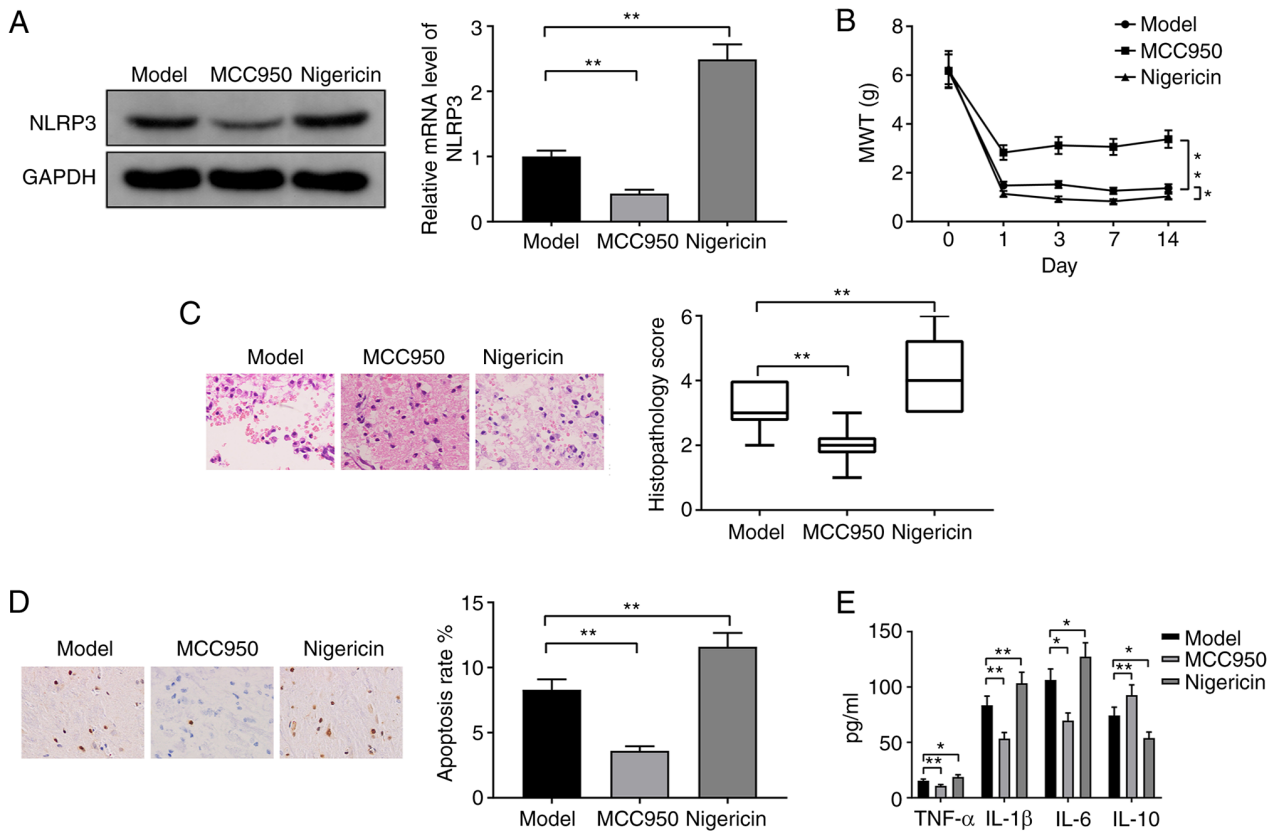 A
Model MCC950 Nigericin
NLRP3
GAPDH
Relative mRNA level of
NLRP3
3
2
1
0
**
**
Model MCC950 Nigericin
B
MWT (g)
8
6
4
2
0
Model
MCC950
Nigericin
**
*
0 1 3 7 14
Day
C
Model MCC950 Nigericin
Histopathology score
6
4
2
0
**
**
Model MCC950 Nigericin
D
Model MCC950 Nigericin
Apoptosis rate %
15
10
5
0
**
**
Model MCC950 Nigericin
E
pg/ml
150
100
50
0
*
**
**
**
*
*
*
**
Model
MCC950
Nigericin
TNF-α IL-1β IL-6 IL-10